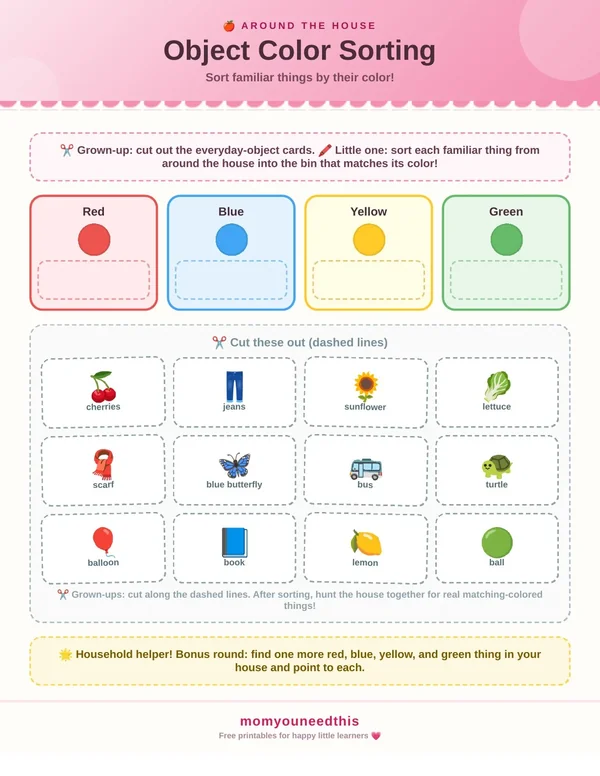 🍎 AROUND THE HOUSE
Object Color Sorting
Sort familiar things by their color!
✂️ Grown-up: cut out the everyday-object cards. 🖍️ Little one: sort each familiar thing from
around the house into the bin that matches its color!
Red
Blue
Yellow
Green
✂️ Cut these out (dashed lines)
cherries
jeans
sunflower
lettuce
scarf
blue butterfly
bus
turtle
balloon
book
lemon
ball
✂️ Grown-ups: cut along the dashed lines. After sorting, hunt the house together for real matching-colored
things!
🌟 Household helper! Bonus round: find one more red, blue, yellow, and green thing in your
house and point to each.
momyouneedthis
Free printables for happy little learners 💗